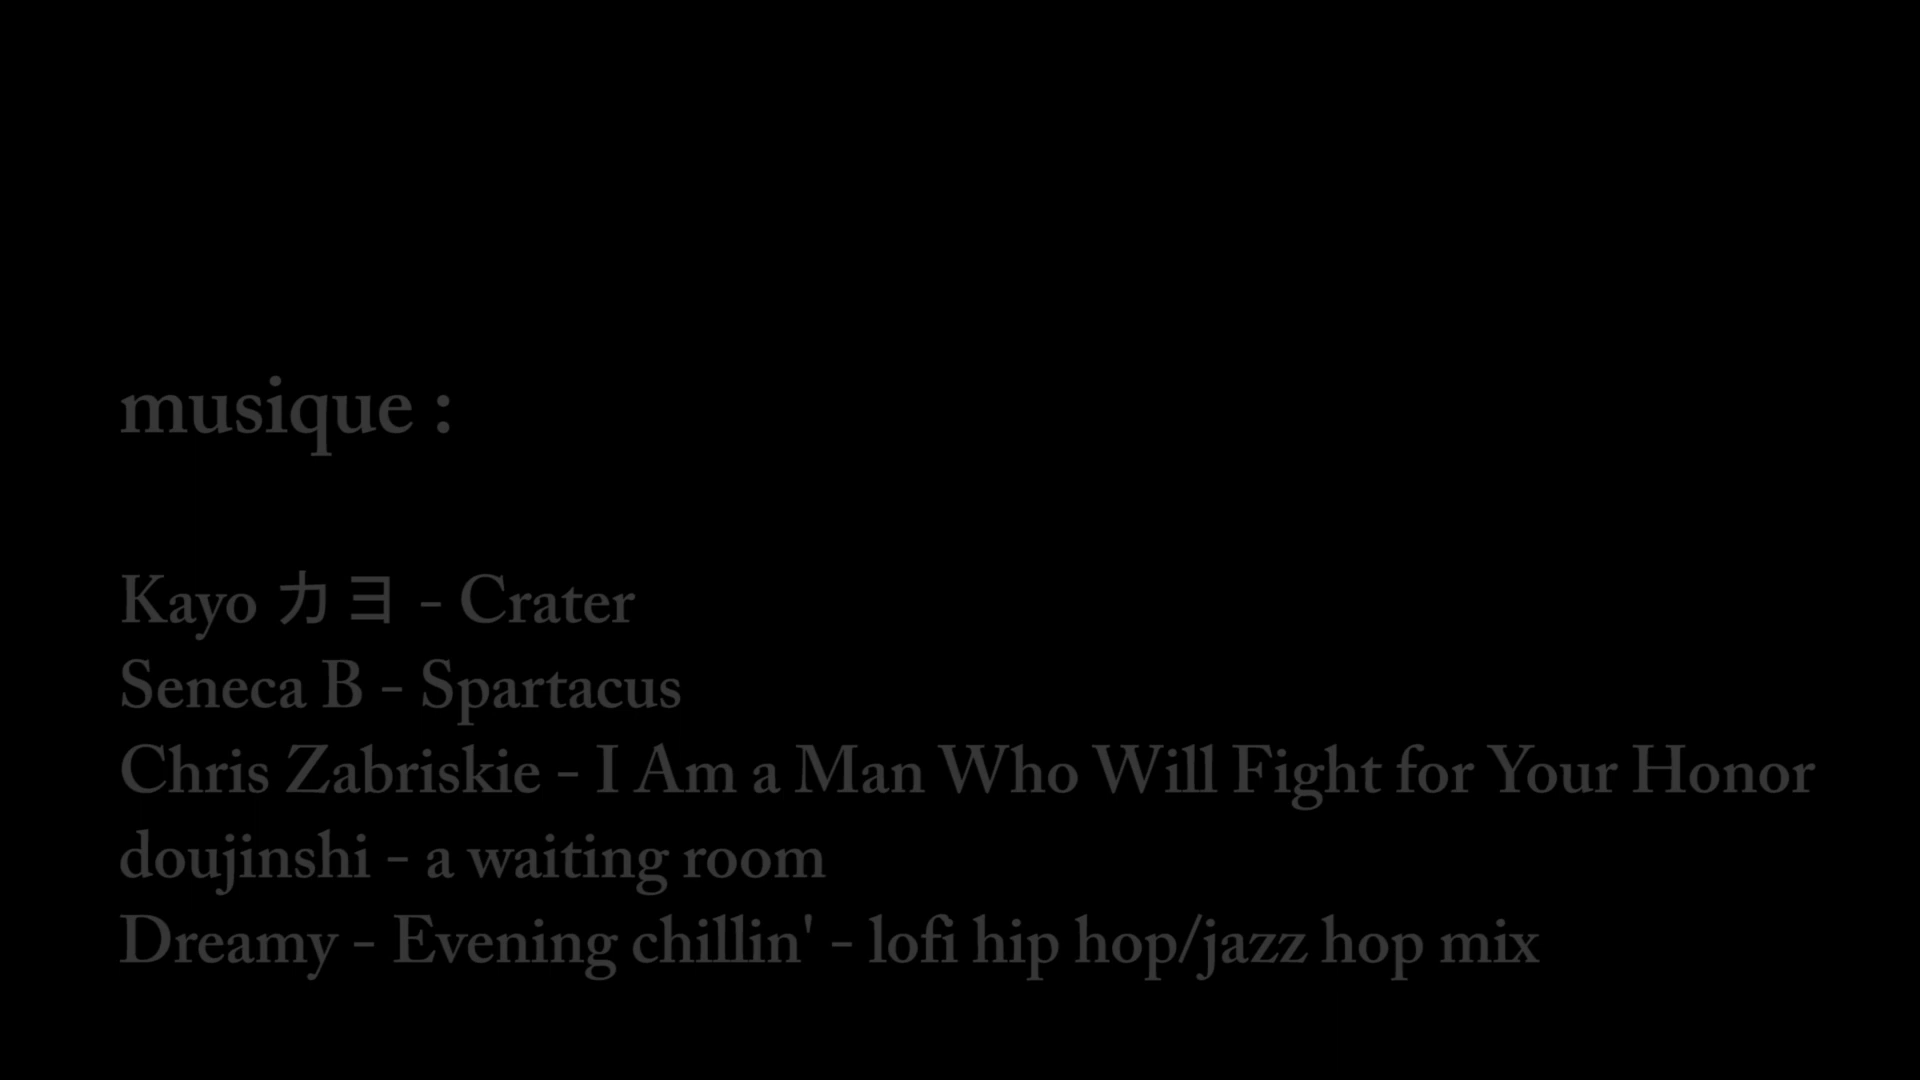 musique :
Kayo カヨ - Crater
Seneca B - Spartacus
Chris Zabriskie - I Am a Man Who Will Fight for Your Honor
doujinshi - a waiting room
Dreamy - Evening chillin' - lofi hip hop/jazz hop mix